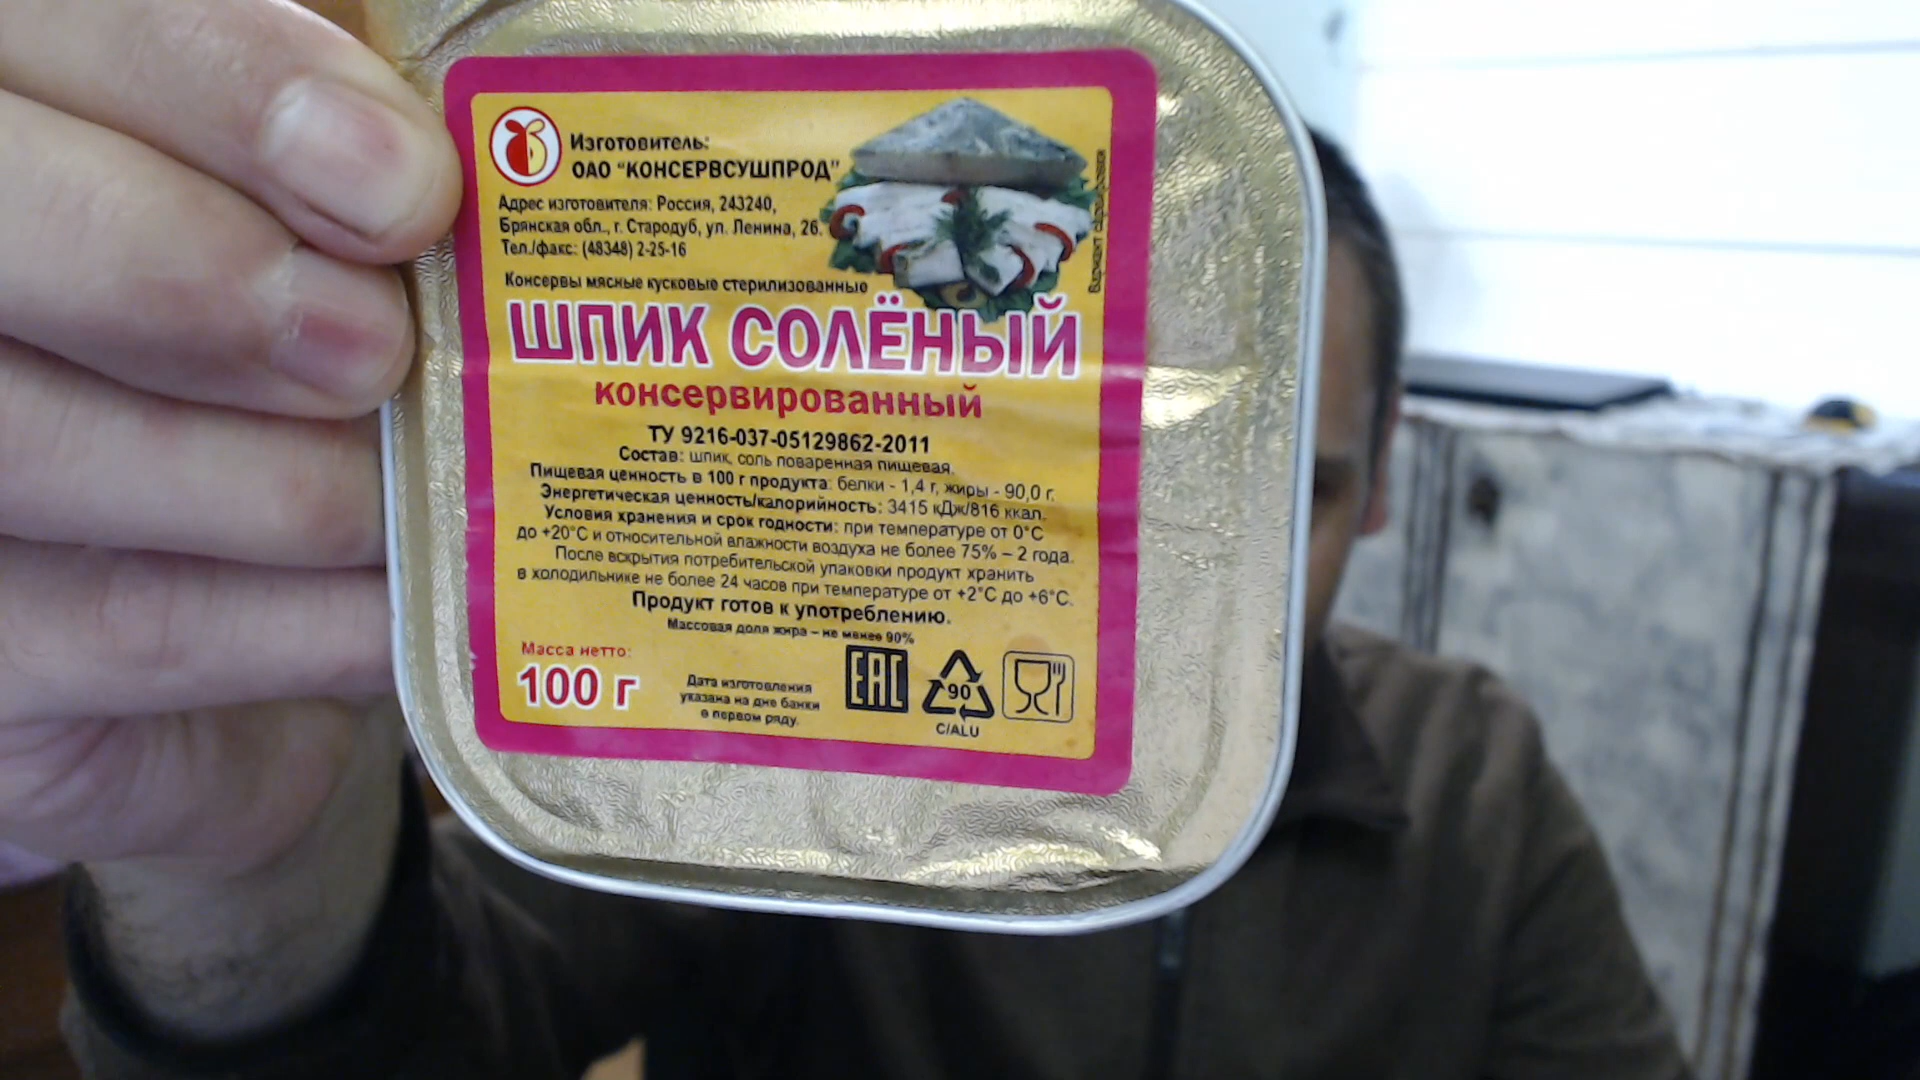 Изготовитель:
ОАО "КОНСЕРВСУШПРОД"
Адрес изготовителя: Россия, 243240,
Брянская обл., г. Стародуб, ул. Ленина, 26.
Тел./факс: (48348) 2-25-16
Вариант сервировки
Консервы мясные кусковые стерилизованные
ШПИК СОЛЁНЫЙ
консервированный
ТУ 9216-037-05129862-2011
Состав: шпик, соль поваренная пищевая.
Пищевая ценность в 100 г продукта: белки - 1,4 г, жиры - 90,0 г.
Энергетическая ценность/калорийность: 3415 кДж/816 ккал.
Условия хранения и срок годности: при температуре от 0°С
до +20°С и относительной влажности воздуха не более 75% – 2 года.
После вскрытия потребительской упаковки продукт хранить
в холодильнике не более 24 часов при температуре от +2°С до +6°С.
Продукт готов к употреблению.
Массовая доля жира – не менее 90%
Масса нетто:
100 г
Дата изготовления
указана на дне банки
в первом ряду.
EAC
90
C/ALU